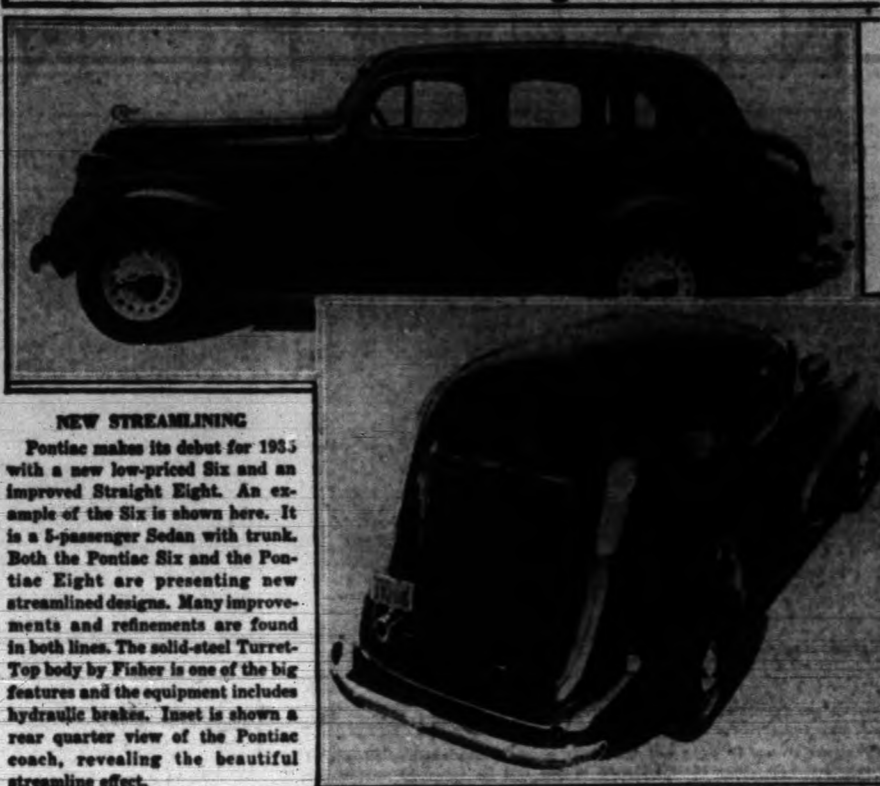 NEW STREAMLINING
Pontiac makes its debut for 1935
with a new low-priced Six and an
improved Straight Eight. An ex-
ample of the Six is shown here. It
is a 5-passenger Sedan with trunk.
Both the Pontiac Six and the Pon-
tiac Eight are presenting new
streamlined designs. Many improve-
ments and refinements are found
in both lines. The solid-steel Turret-
Top body by Fisher is one of the big
features and the equipment includes
hydraulic brakes. Inset is shown a
rear quarter view of the Pontiac
coach, revealing the beautiful
streamline effect.